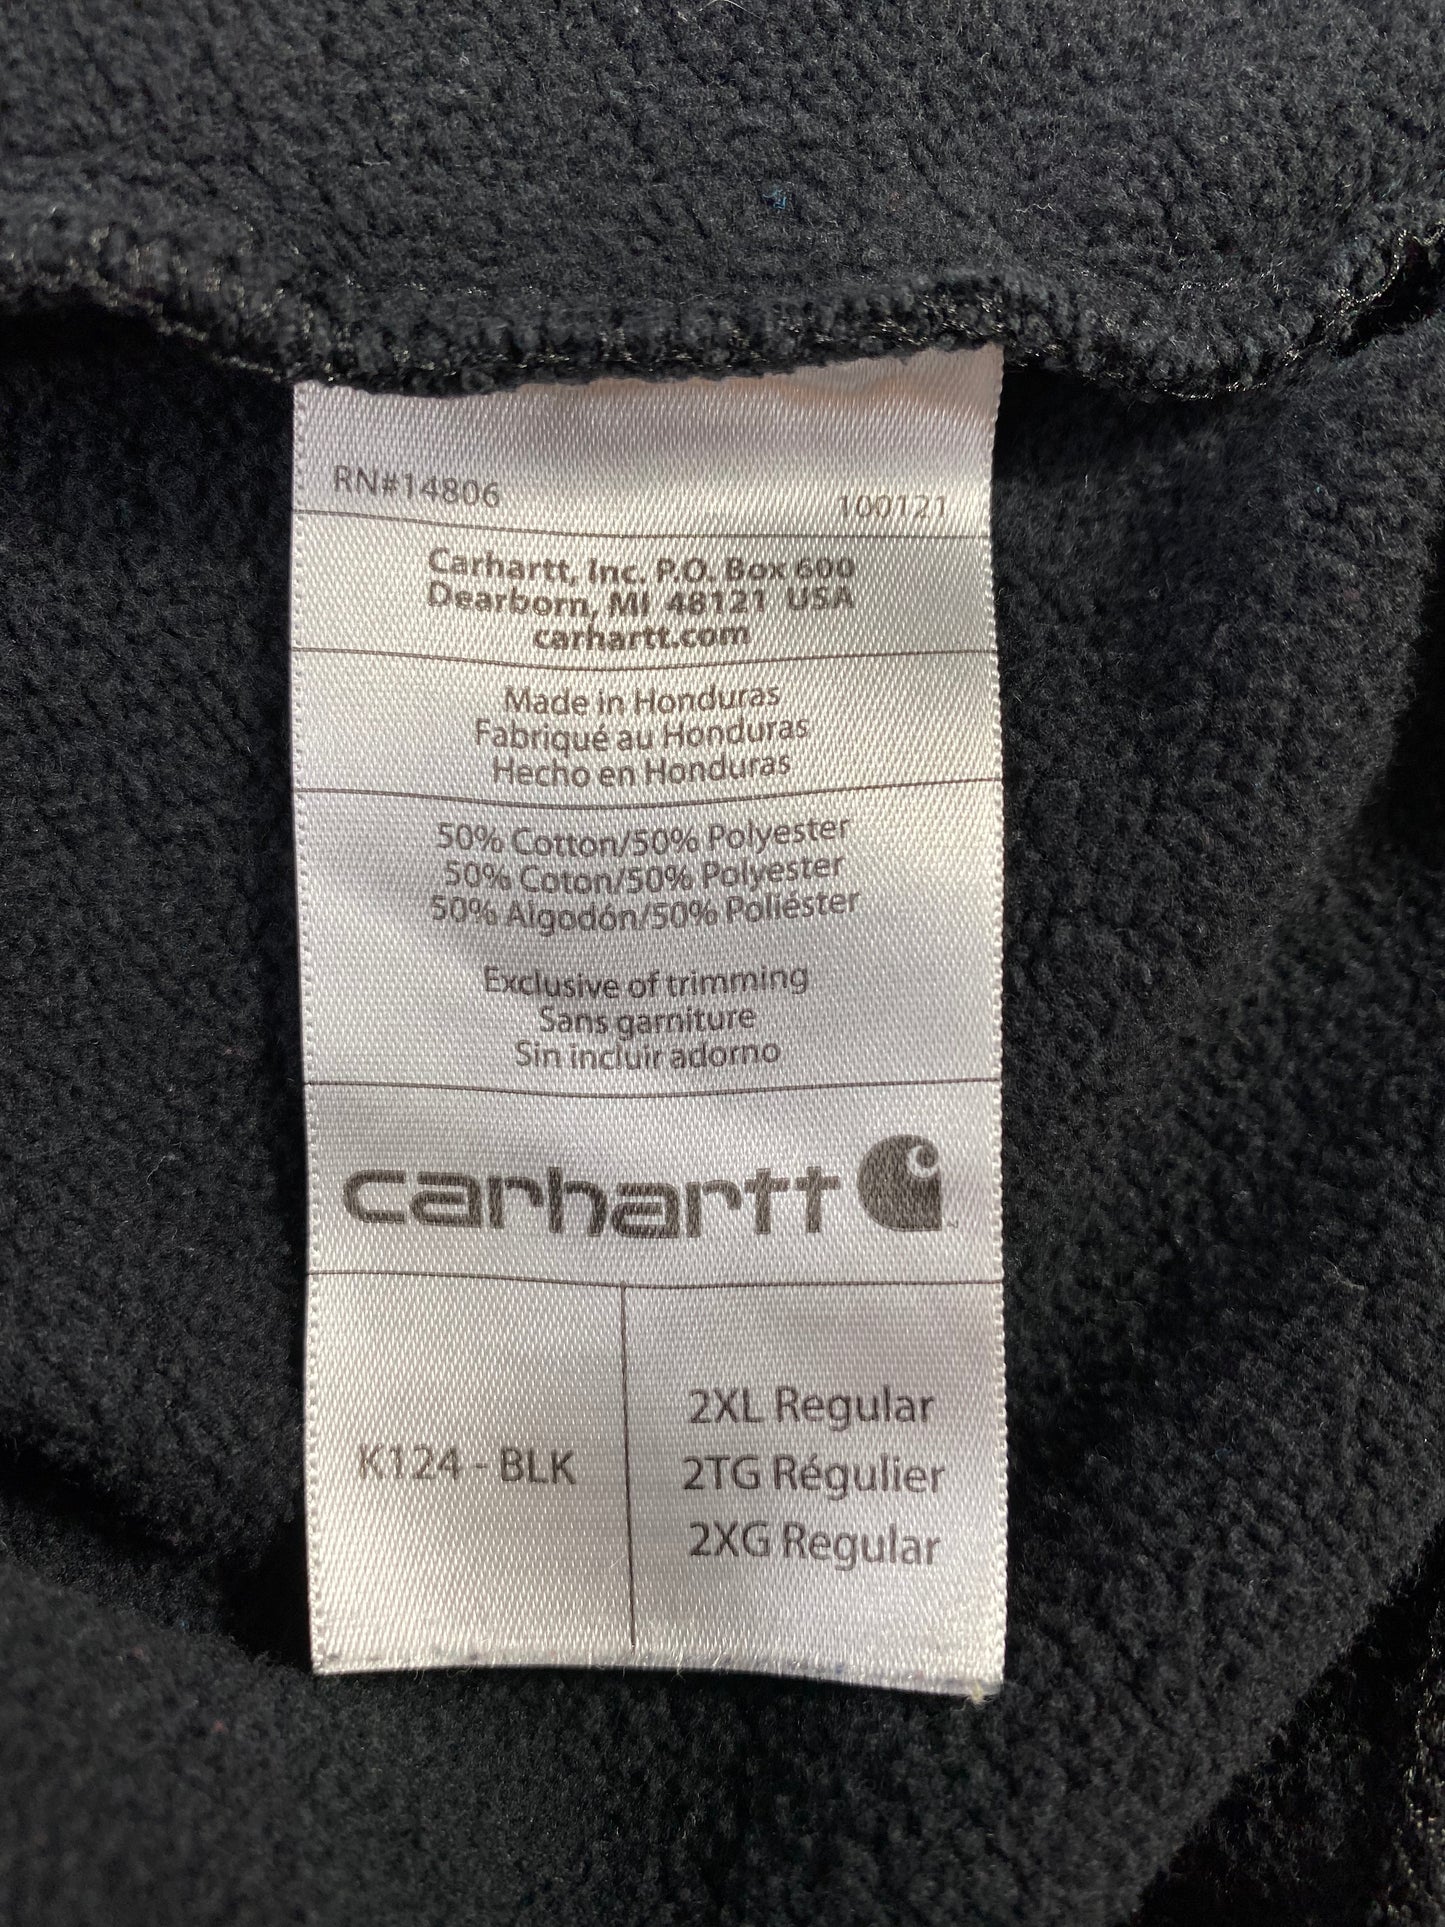 RN#14806 100121
Carhartt, Inc. P.O. Box 600
Dearborn, MI 48121 USA
carhartt.com
Made in Honduras
Fabriqué au Honduras
Hecho en Honduras
50% Cotton/50% Polyester
50% Coton/50% Polyester
50% Algodón/50% Poliéster
Exclusive of trimming
Sans garniture
Sin incluir adorno
carhartt
K124 - BLK
2XL Regular
2TG Régulier
2XG Regular